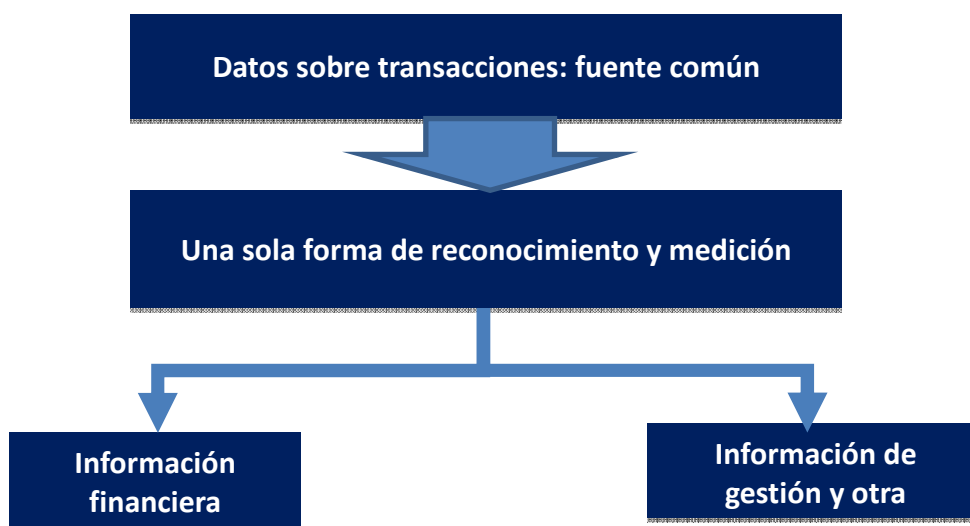 Datos sobre transacciones: fuente común
Una sola forma de reconocimiento y medición
Información
financiera
Información de
gestión y otra